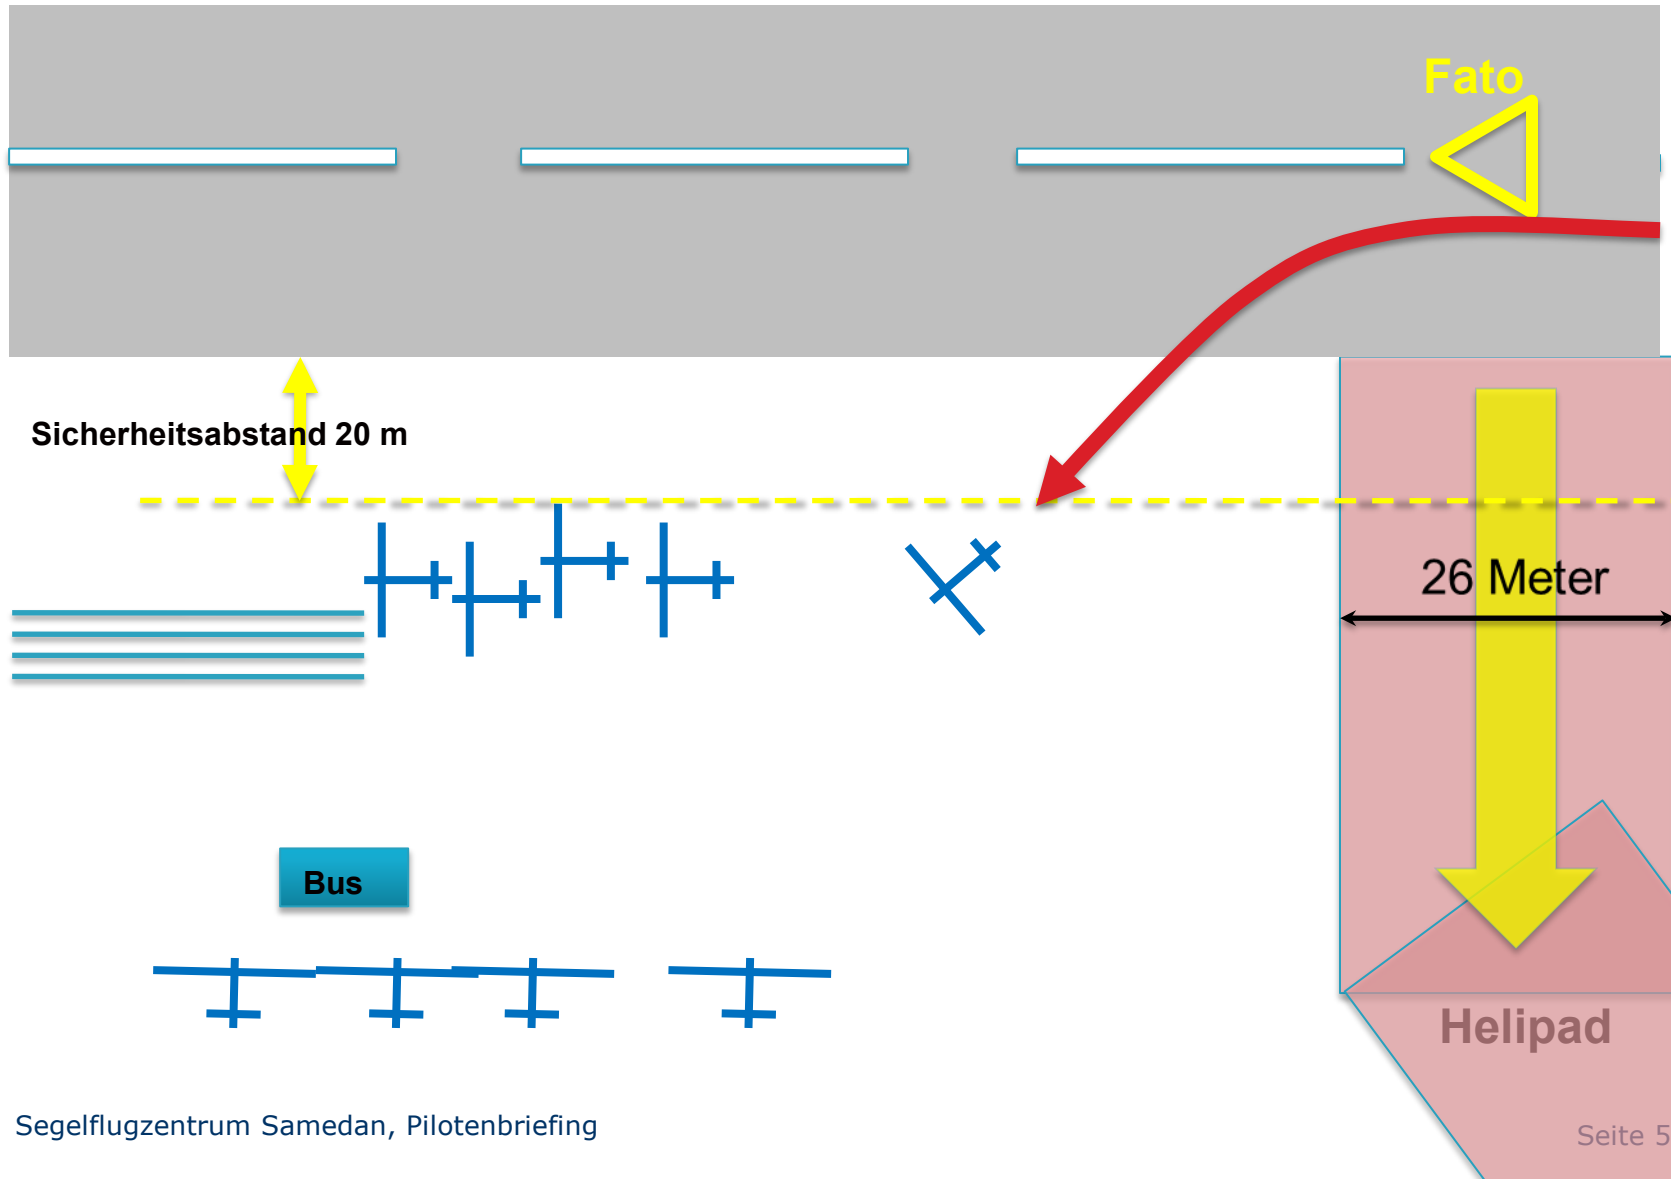 Fato
Sicherheitsabstand 20 m
26 Meter
Bus
Helipad
Segelflugzentrum Samedan, Pilotenbriefing
Seite 5